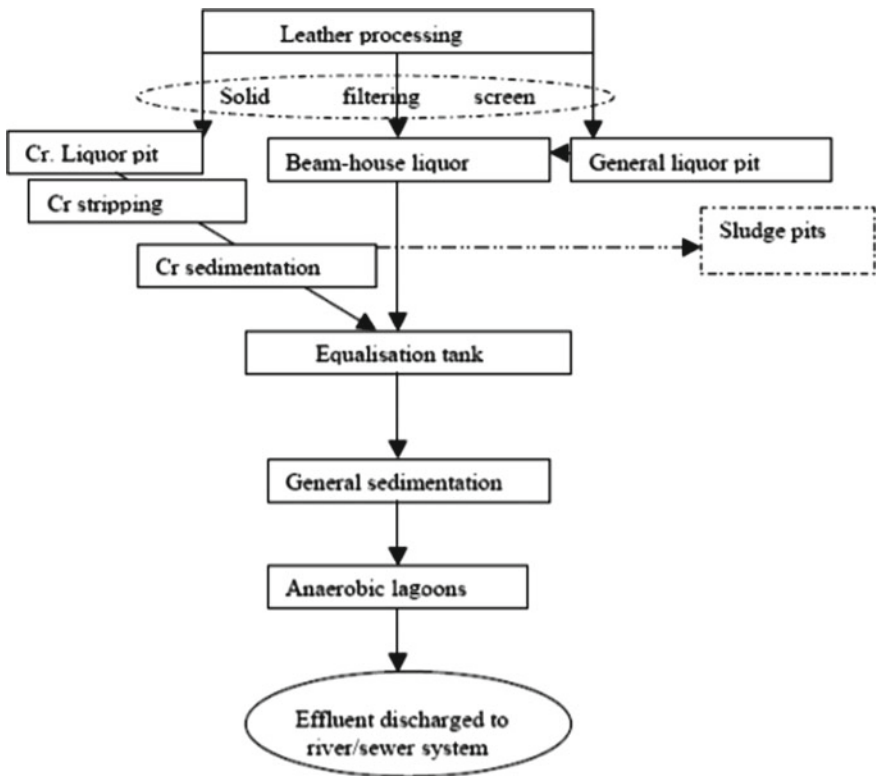 Leather processing
Solid filtering screen
Cr. Liquor pit
Beam-house liquor
General liquor pit
Cr stripping
Sludge pits
Cr sedimentation
Equalisation tank
General sedimentation
Anaerobic lagoons
Effluent discharged to
river/sewer system